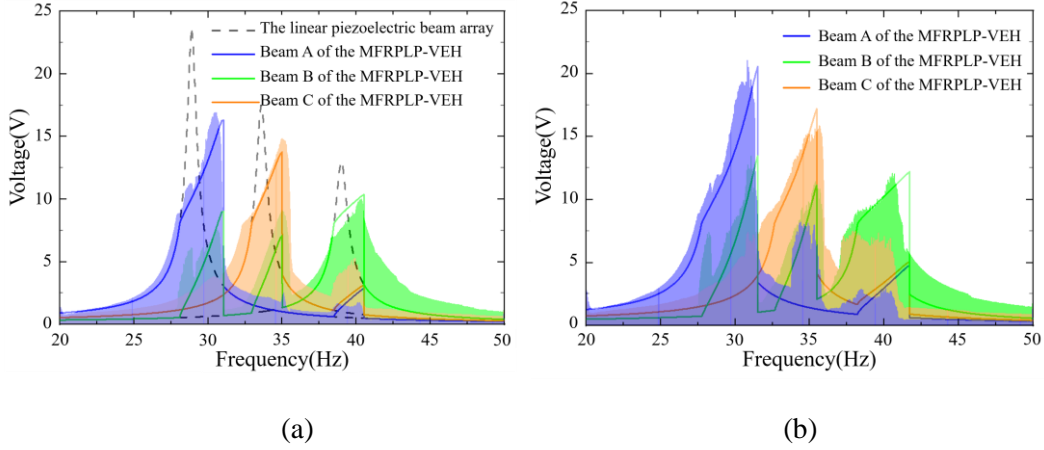 25
20
15
10
5
0
Voltage(V)
20 25 30 35 40 45 50
Frequency(Hz)
The linear piezoelectric beam array
Beam A of the MFRPLP-VEH
Beam B of the MFRPLP-VEH
Beam C of the MFRPLP-VEH
(a)
25
20
15
10
5
0
Voltage(V)
15 20 25 30 35 40 45 50
Frequency(Hz)
Beam A of the MFRPLP-VEH
Beam B of the MFRPLP-VEH
Beam C of the MFRPLP-VEH
(b)